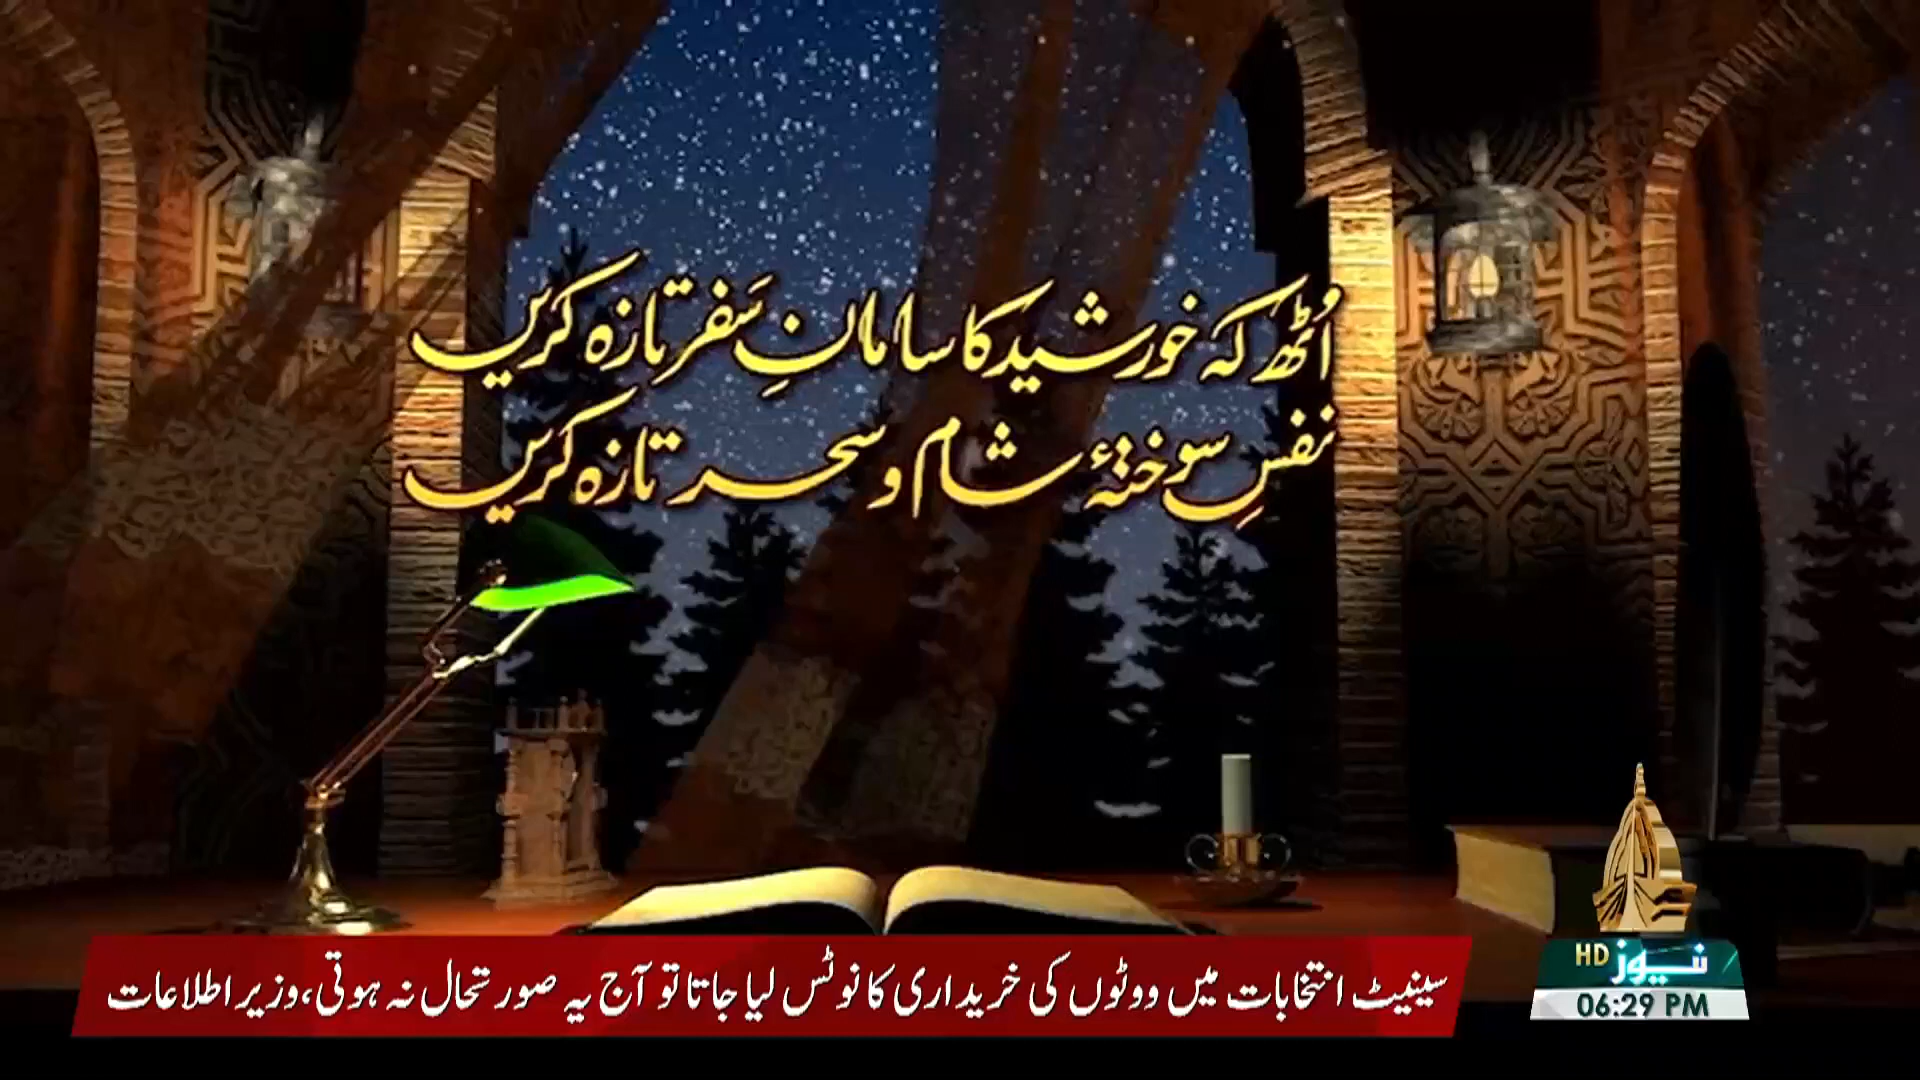 اُٹھ کہ خورشید کا سامانِ سَفر تازہ کریں
نفسِ سوختۂ شام و سحر تازہ کریں
سینیٹ انتخابات میں ووٹوں کی خریداری کا نوٹس لیا جاتا تو آج یہ صورتحال نہ ہوتی، وزیر اطلاعات
HD نیوز
06:29 PM